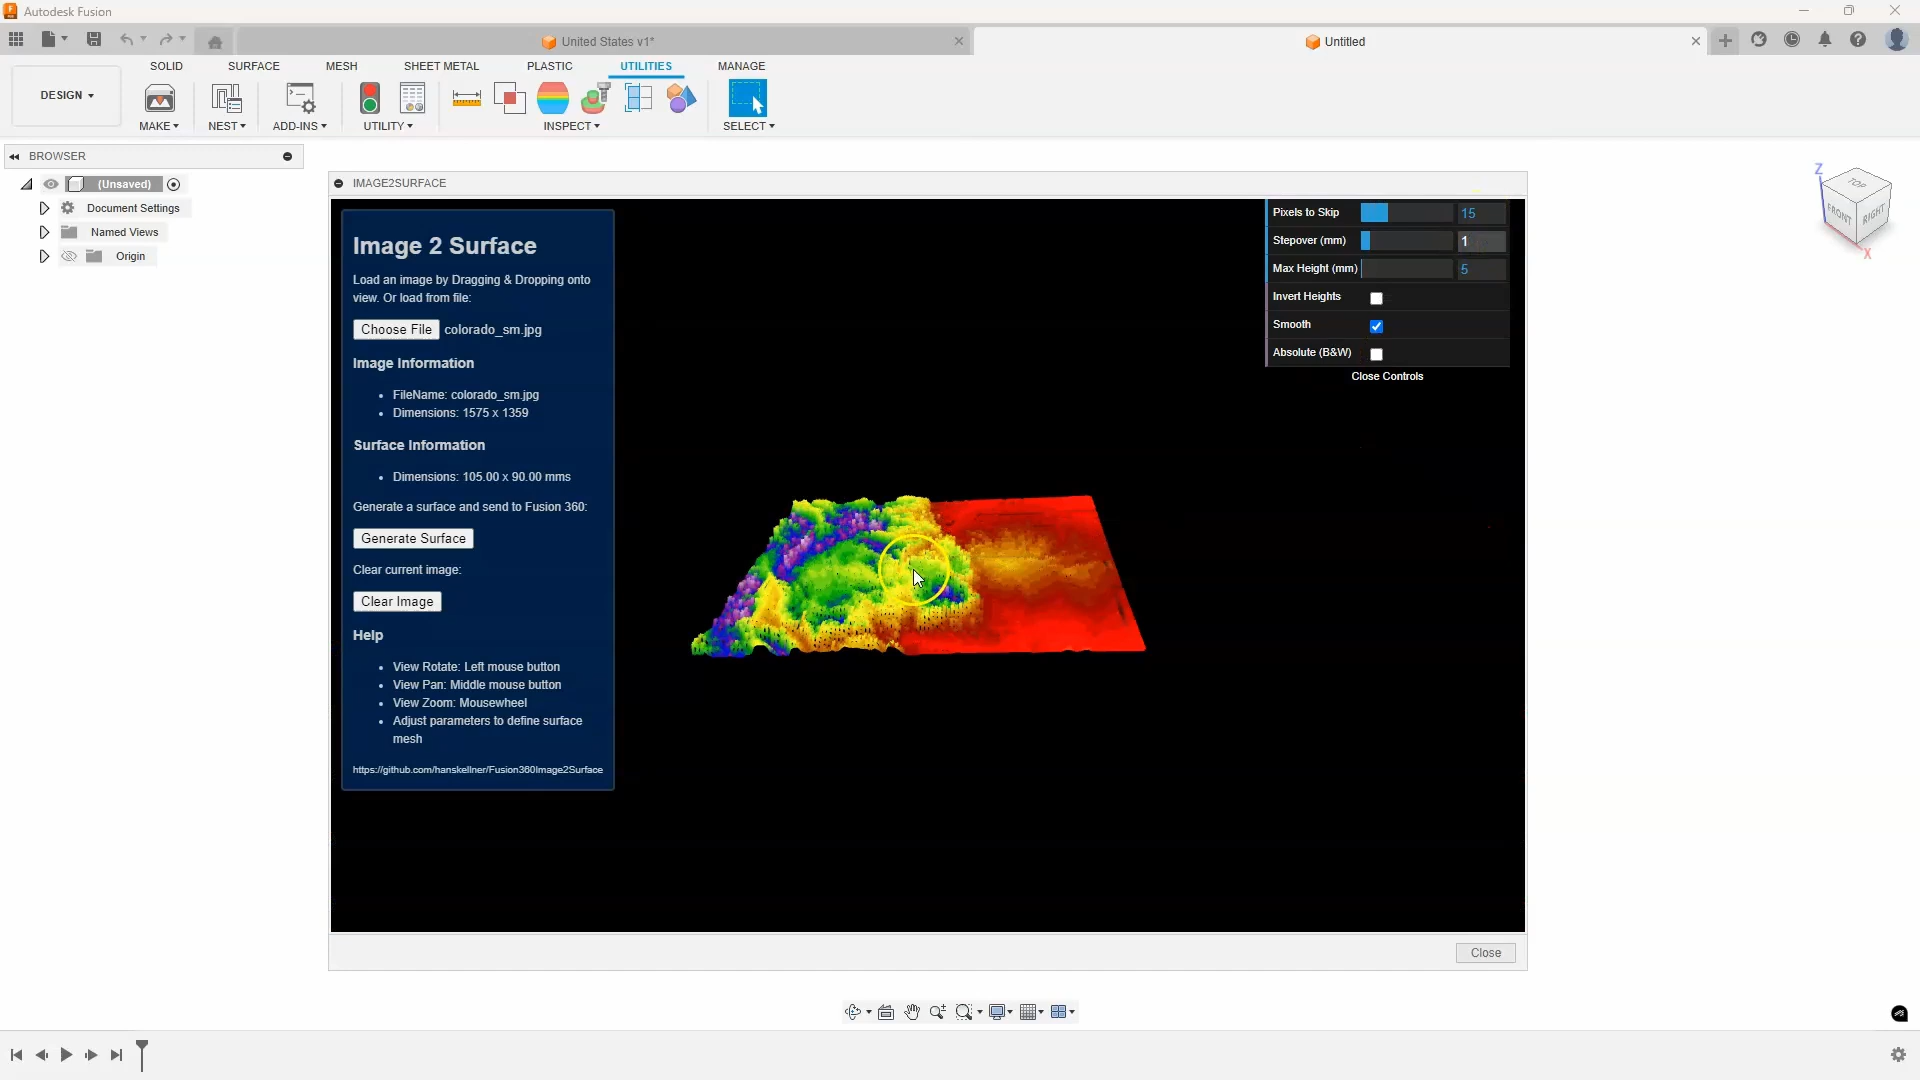 Autodesk Fusion
United States v1*
Untitled
DESIGN
SOLID
SURFACE
MESH
SHEET METAL
PLASTIC
UTILITIES
MANAGE
MAKE
NEST
ADD-INS
UTILITY
INSPECT
SELECT
BROWSER
(Unsaved)
Document Settings
Named Views
Origin
IMAGE2SURFACE
Image 2 Surface
Load an image by Dragging & Dropping onto
view. Or load from file:
Choose File colorado_sm.jpg
Image Information
• FileName: colorado_sm.jpg
• Dimensions: 1575 x 1359
Surface Information
• Dimensions: 105.00 x 90.00 mms
Generate a surface and send to Fusion 360:
Generate Surface
Clear current image:
Clear Image
Help
• View Rotate: Left mouse button
• View Pan: Middle mouse button
• View Zoom: Mousewheel
• Adjust parameters to define surface
mesh
https://github.com/hanskellner/Fusion360Image2Surface
Pixels to Skip 15
Stepover (mm) 1
Max Height (mm) 5
Invert Heights
Smooth
Absolute (B&W)
Close Controls
Close
Z
TOP
FRONT
RIGHT
X